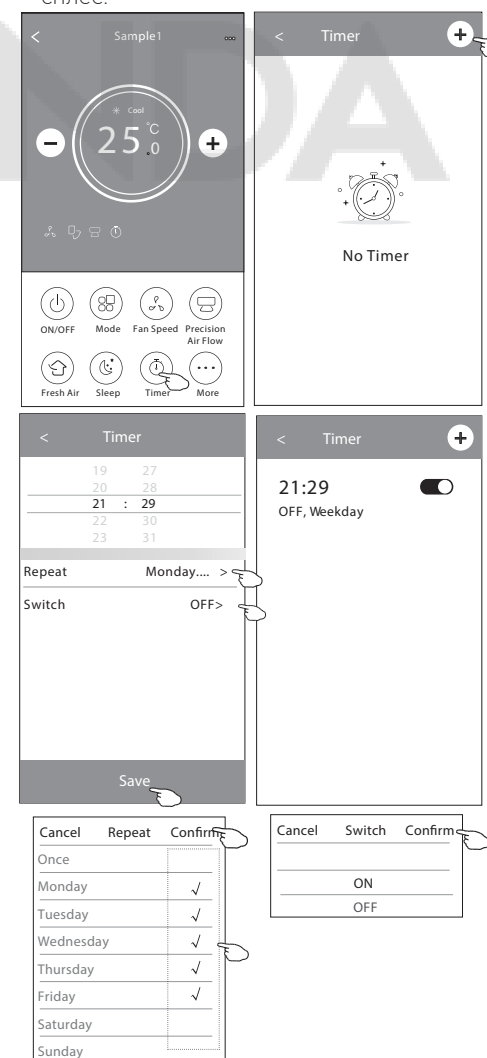 < Sample1
Cool
25.0 °C
− +
ON/OFF Mode Fan Speed Precision
Air Flow
Fresh Air Sleep Timer More
< Timer +
No Timer
< Timer
19 27
20 28
21 : 29
22 30
23 31
Repeat Monday.... >
Switch OFF>
Save
< Timer +
21:29
OFF, Weekday
Cancel Repeat Confirm
Once
Monday √
Tuesday √
Wednesday √
Thursday √
Friday √
Saturday
Sunday
Cancel Switch Confirm
ON
OFF